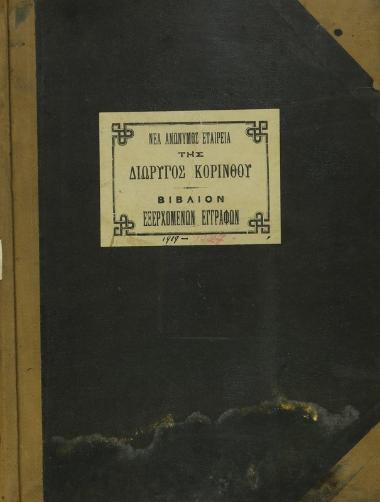 ΝΕΑ ΑΝΩΝΥΜΟΣ ΕΤΑΙΡΕΙΑ
ΤΗΣ
ΔΙΩΡΥΓΟΣ ΚΟΡΙΝΘΟΥ
ΒΙΒΛΙΟΝ
ΕΞΕΡΧΟΜΕΝΩΝ ΕΓΓΡΑΦΩΝ
1919 -